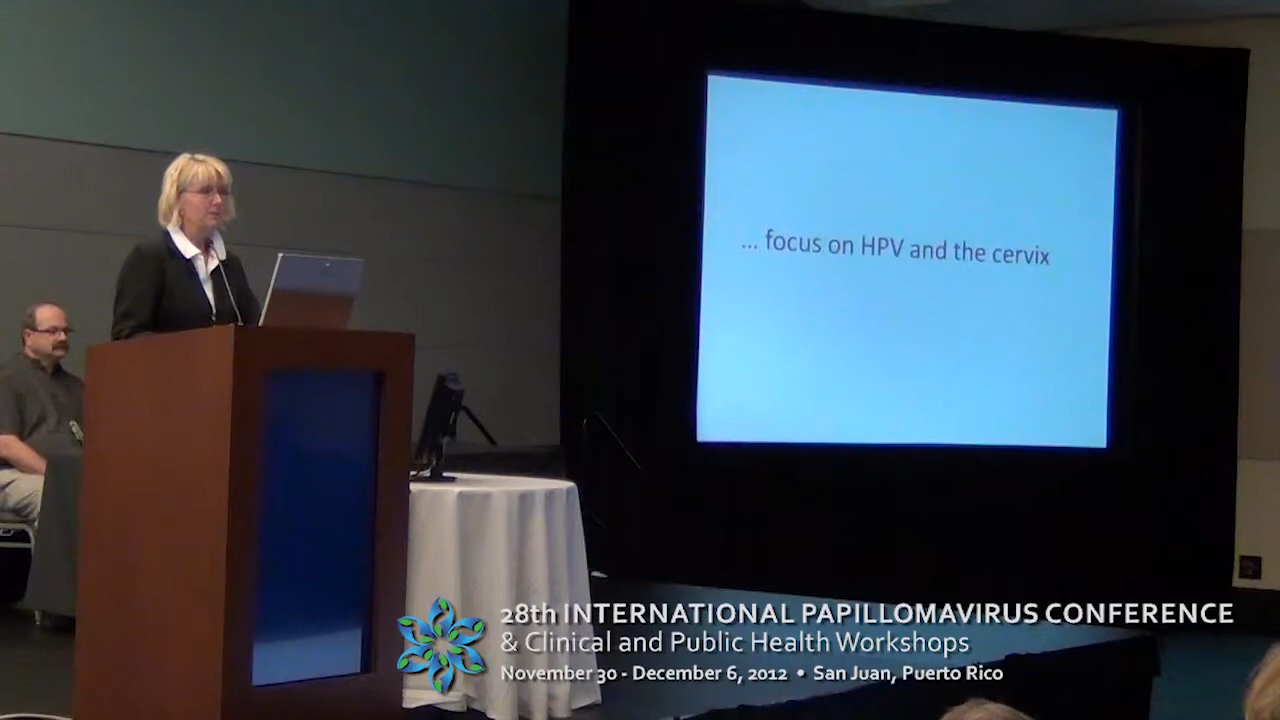 ... focus on HPV and the cervix
28th INTERNATIONAL PAPILLOMAVIRUS CONFERENCE
& Clinical and Public Health Workshops
November 30 - December 6, 2012 • San Juan, Puerto Rico